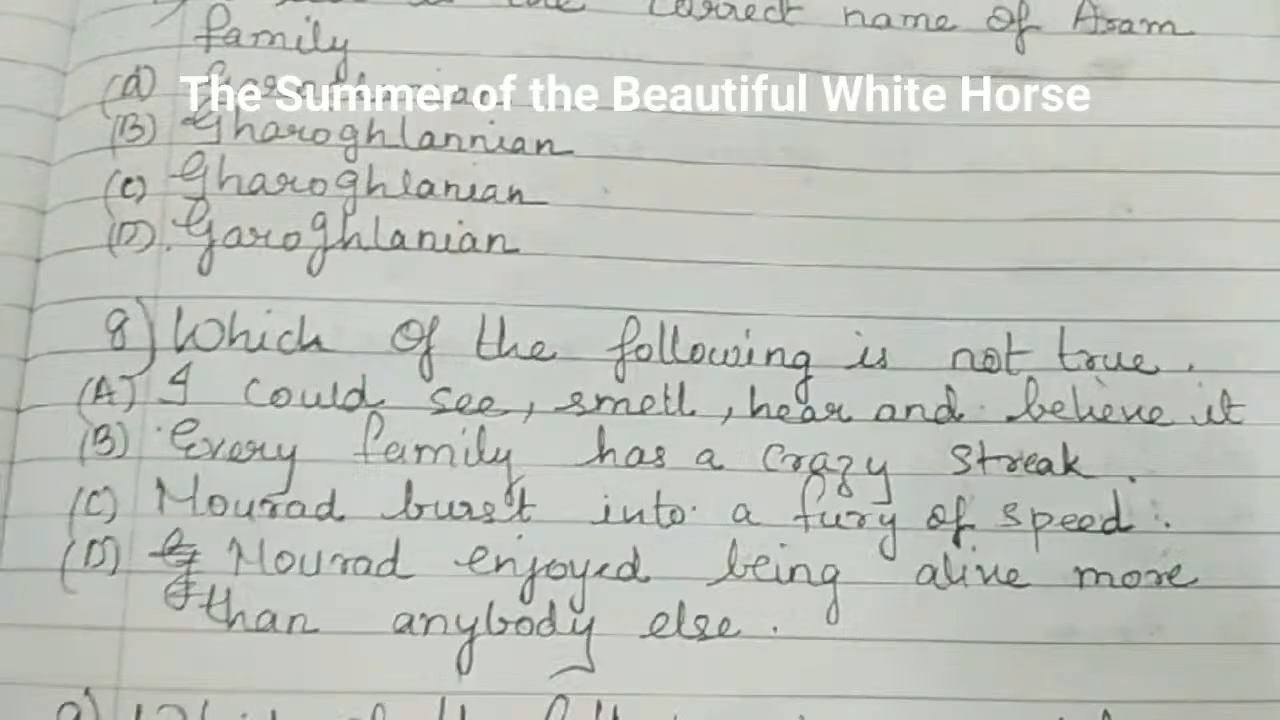 the correct name of Aram
family
(a)
The Summer of the Beautiful White Horse
(B) Gharoghlannian
(C) Gharoghlanian
(D). Garoghlanian
8) Which of the following is not true.
(A) I could see, smell, hear and believe it
(B) Every family has a crazy streak.
(C) Mourad burst into a fury of speed.
(D) Mourad enjoyed being alive more
than anybody else.
9)